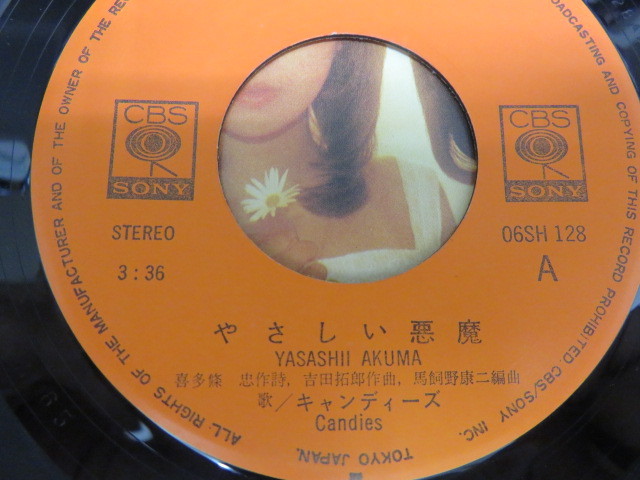 CBS
SONY
CBS
SONY
STEREO
06SH 128
3:36
A
やさしい悪魔
YASASHII AKUMA
喜多條 忠作詩, 吉田拓郎作曲, 馬飼野康二編曲
歌／キャンディーズ
Candies
ALL RIGHTS OF THE MANUFACTURER AND OF THE OWNER OF THE RE
OADCASTING AND COPYING OF THIS RECORD PROHIBITED CBS/SONY INC.
TOKYO JAPAN.